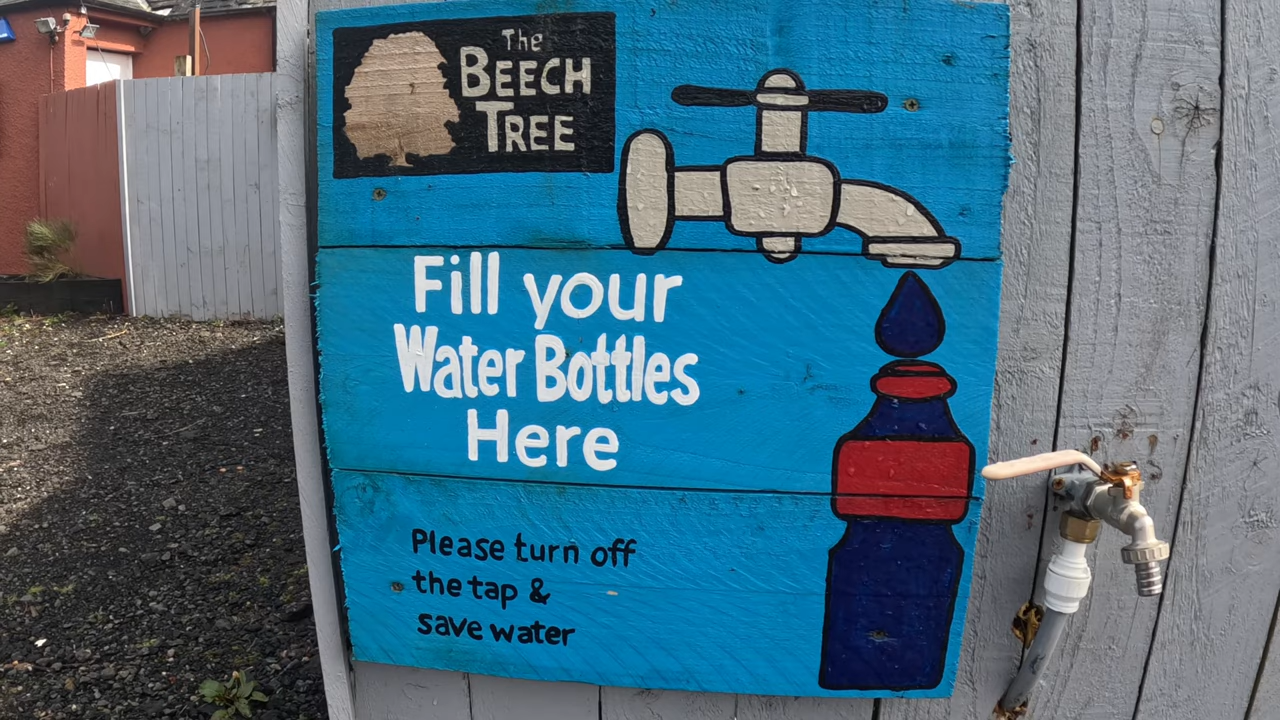 The
BEECH
TREE
Fill your
Water Bottles
Here
Please turn off
the tap &
save water